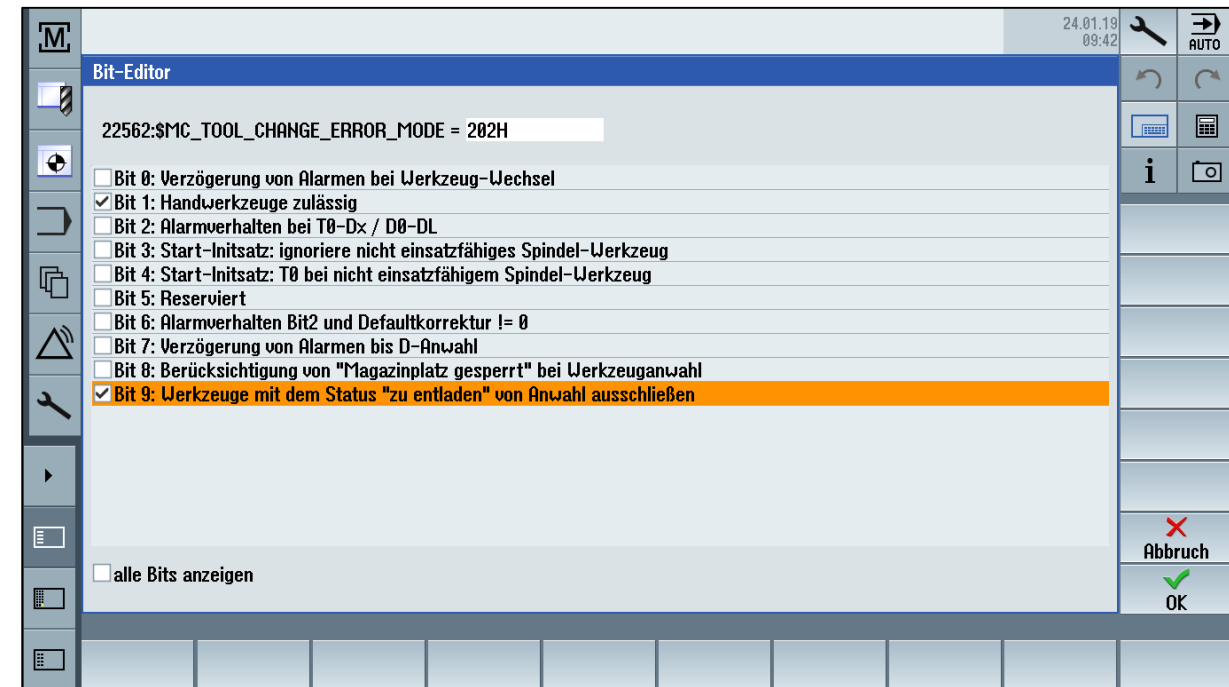 M
24.01.19
09:42
AUTO
Bit-Editor
22562:$MC_TOOL_CHANGE_ERROR_MODE = 202H
i
Bit 0: Verzögerung von Alarmen bei Werkzeug-Wechsel
Bit 1: Handwerkzeuge zulässig
Bit 2: Alarmverhalten bei T0-Dx / D0-DL
Bit 3: Start-Initsatz: ignoriere nicht einsatzfähiges Spindel-Werkzeug
Bit 4: Start-Initsatz: T0 bei nicht einsatzfähigem Spindel-Werkzeug
Bit 5: Reserviert
Bit 6: Alarmverhalten Bit2 und Defaultkorrektur != 0
Bit 7: Verzögerung von Alarmen bis D-Anwahl
Bit 8: Berücksichtigung von "Magazinplatz gesperrt" bei Werkzeuganwahl
Bit 9: Werkzeuge mit dem Status "zu entladen" von Anwahl ausschließen
alle Bits anzeigen
Abbruch
OK